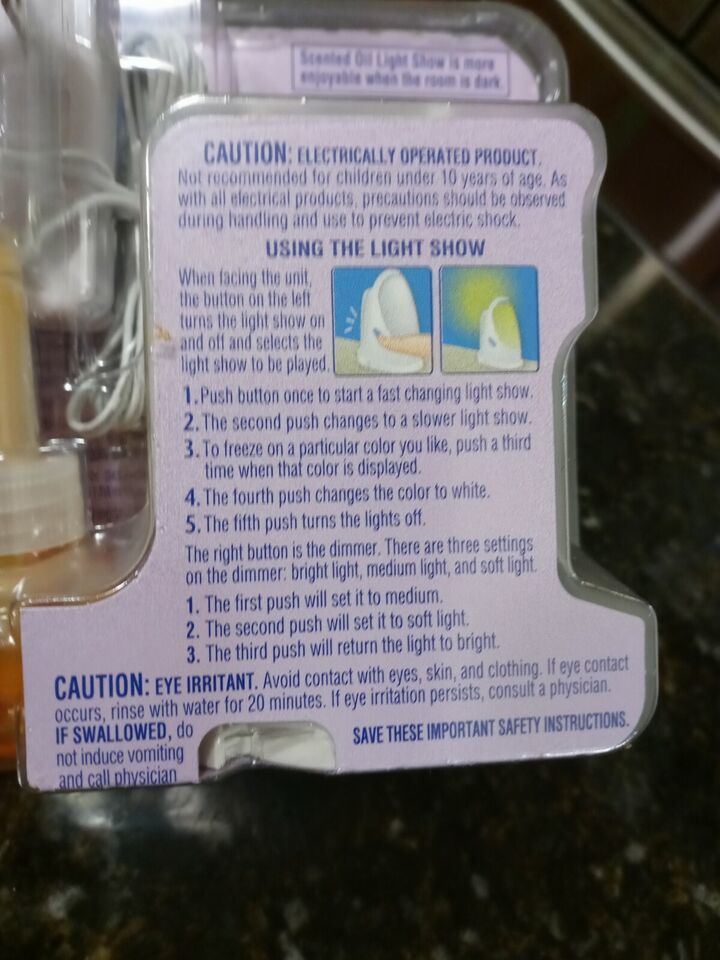 Scented Oil Light Show is more
enjoyable when the room is dark.
CAUTION: ELECTRICALLY OPERATED PRODUCT.
Not recommended for children under 10 years of age. As
with all electrical products, precautions should be observed
during handling and use to prevent electric shock.
USING THE LIGHT SHOW
When facing the unit,
the button on the left
turns the light show on
and off and selects the
light show to be played.
1. Push button once to start a fast changing light show.
2. The second push changes to a slower light show.
3. To freeze on a particular color you like, push a third
time when that color is displayed.
4. The fourth push changes the color to white.
5. The fifth push turns the lights off.
The right button is the dimmer. There are three settings
on the dimmer: bright light, medium light, and soft light.
1. The first push will set it to medium.
2. The second push will set it to soft light.
3. The third push will return the light to bright.
CAUTION: EYE IRRITANT. Avoid contact with eyes, skin, and clothing. If eye contact
occurs, rinse with water for 20 minutes. If eye irritation persists, consult a physician.
IF SWALLOWED, do
not induce vomiting
and call physician
SAVE THESE IMPORTANT SAFETY INSTRUCTIONS.